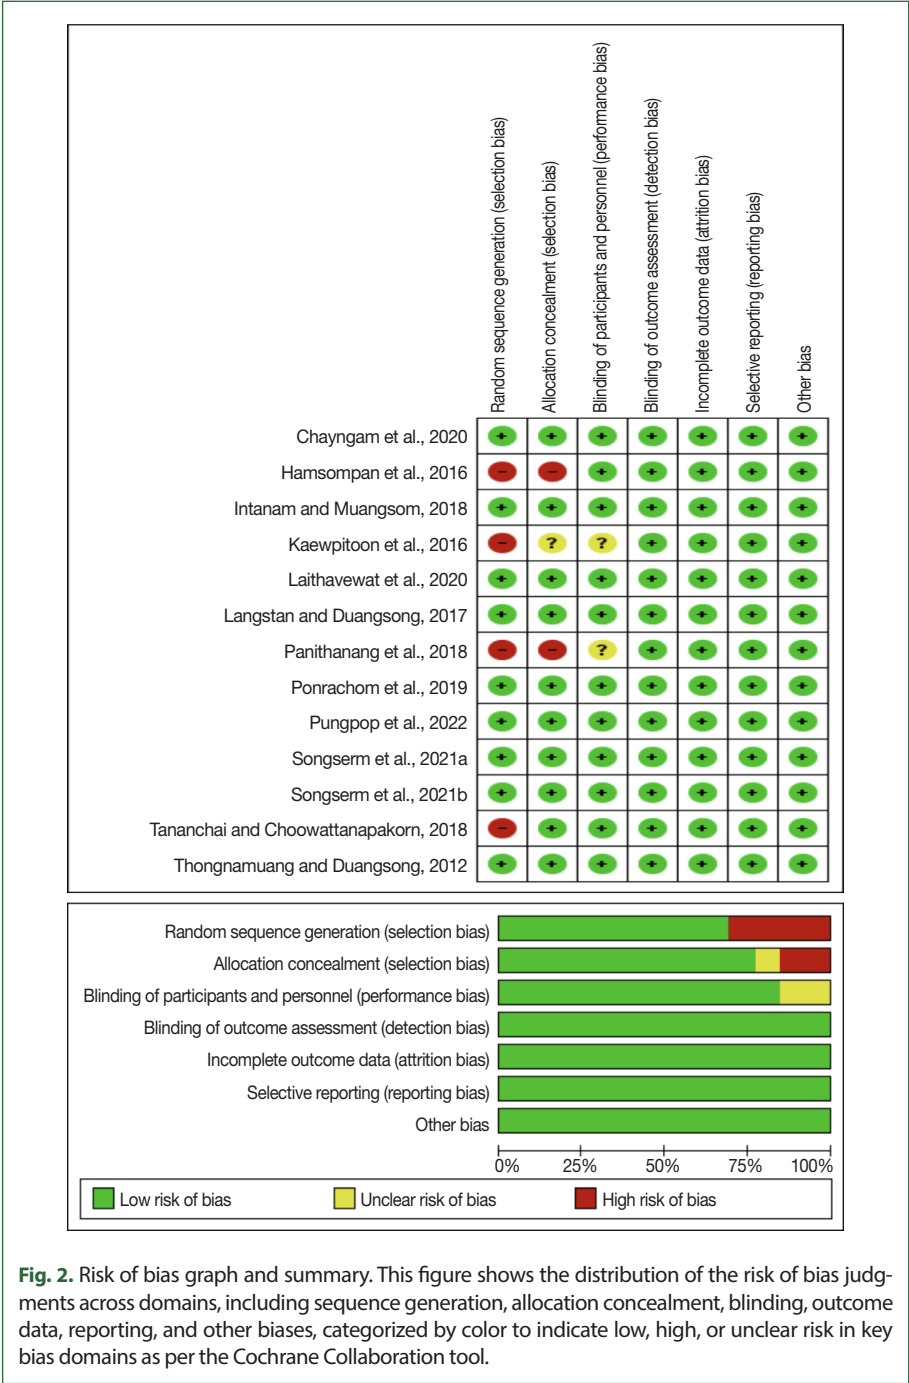 Random sequence generation (selection bias)
Allocation concealment (selection bias)
Blinding of participants and personnel (performance bias)
Blinding of outcome assessment (detection bias)
Incomplete outcome data (attrition bias)
Selective reporting (reporting bias)
Other bias
Chayngam et al., 2020 + + + + + + +
Hamsompan et al., 2016 − − + + + + +
Intanam and Muangsom, 2018 + + + + + + +
Kaewpitoon et al., 2016 − ? ? + + + +
Laithavewat et al., 2020 + + + + + + +
Langstan and Duangsong, 2017 + + + + + + +
Panithanang et al., 2018 − − ? + + + +
Ponrachom et al., 2019 + + + + + + +
Pungpop et al., 2022 + + + + + + +
Songserm et al., 2021a + + + + + + +
Songserm et al., 2021b + + + + + + +
Tananchai and Choowattanapakorn, 2018 − + + + + + +
Thongnamuang and Duangsong, 2012 + + + + + + +
Random sequence generation (selection bias)
Allocation concealment (selection bias)
Blinding of participants and personnel (performance bias)
Blinding of outcome assessment (detection bias)
Incomplete outcome data (attrition bias)
Selective reporting (reporting bias)
Other bias
0% 25% 50% 75% 100%
Low risk of bias Unclear risk of bias High risk of bias
Fig. 2. Risk of bias graph and summary. This figure shows the distribution of the risk of bias judg-
ments across domains, including sequence generation, allocation concealment, blinding, outcome
data, reporting, and other biases, categorized by color to indicate low, high, or unclear risk in key
bias domains as per the Cochrane Collaboration tool.